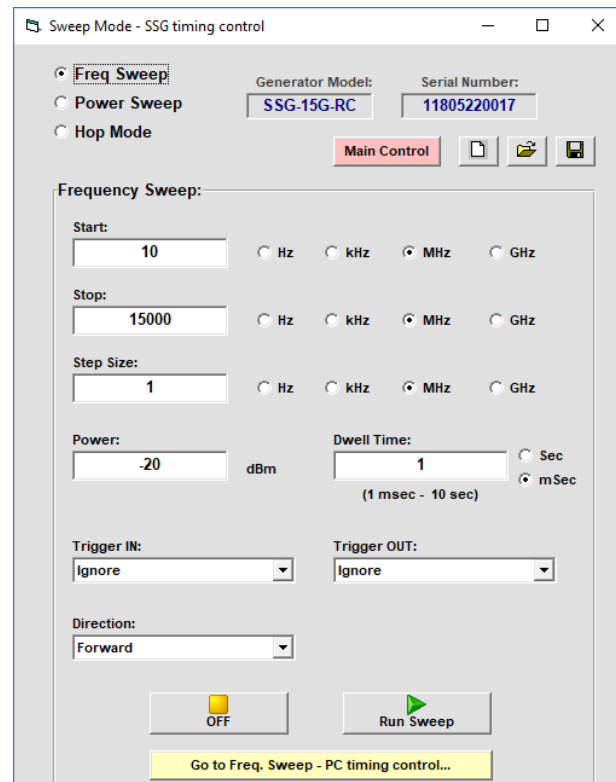 Sweep Mode - SSG timing control
Freq Sweep
Power Sweep
Hop Mode
Generator Model:
SSG-15G-RC
Serial Number:
11805220017
Main Control
Frequency Sweep:
Start:
10 Hz kHz MHz GHz
Stop:
15000 Hz kHz MHz GHz
Step Size:
1 Hz kHz MHz GHz
Power:
-20 dBm
Dwell Time:
1 Sec mSec
(1 msec - 10 sec)
Trigger IN:
Ignore
Trigger OUT:
Ignore
Direction:
Forward
OFF
Run Sweep
Go to Freq. Sweep - PC timing control...